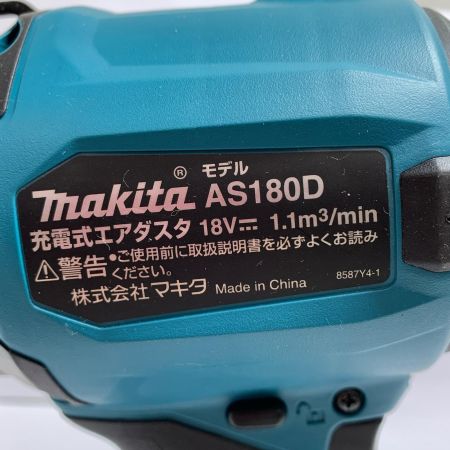 makita® モデル AS180D
充電式エアダスタ 18V⎓ 1.1m³/min
⚠警告 •ご使用前に取扱説明書を必ずよくお読みください。
株式会社マキタ Made in China 8587Y4-1